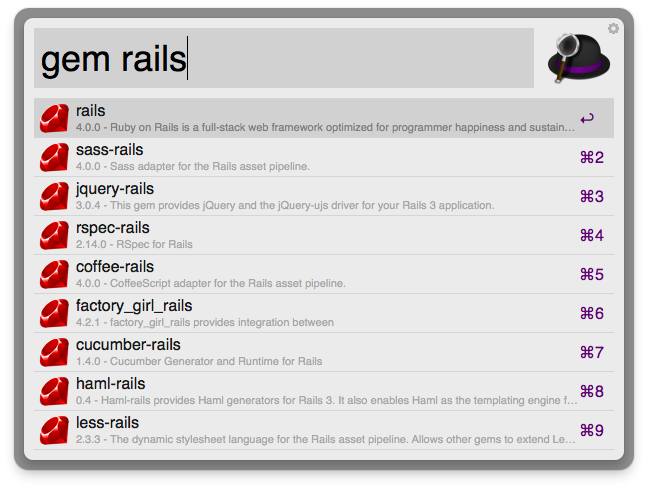 gem rails
rails
4.0.0 - Ruby on Rails is a full-stack web framework optimized for programmer happiness and sustain…
↩
sass-rails
4.0.0 - Sass adapter for the Rails asset pipeline.
⌘2
jquery-rails
3.0.4 - This gem provides jQuery and the jQuery-ujs driver for your Rails 3 application.
⌘3
rspec-rails
2.14.0 - RSpec for Rails
⌘4
coffee-rails
4.0.0 - CoffeeScript adapter for the Rails asset pipeline.
⌘5
factory_girl_rails
4.2.1 - factory_girl_rails provides integration between
⌘6
cucumber-rails
1.4.0 - Cucumber Generator and Runtime for Rails
⌘7
haml-rails
0.4 - Haml-rails provides Haml generators for Rails 3. It also enables Haml as the templating engine f…
⌘8
less-rails
2.3.3 - The dynamic stylesheet language for the Rails asset pipeline. Allows other gems to extend Le…
⌘9